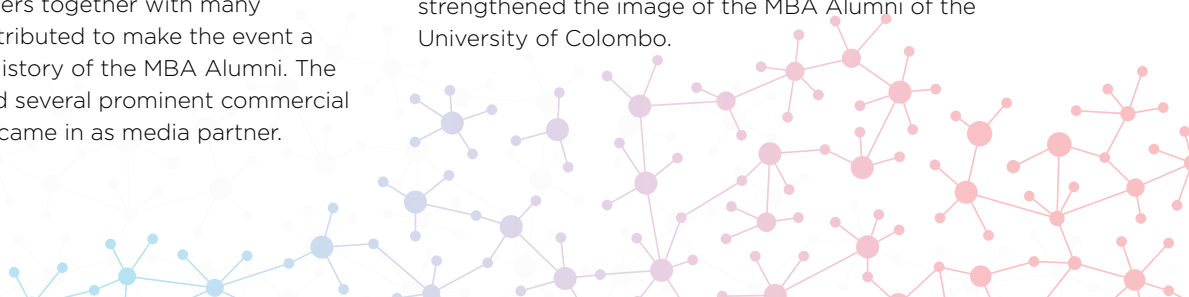 ers together with many
tributed to make the event a
istory of the MBA Alumni. The
d several prominent commercial
came in as media partner.
strengthened the image of the MBA Alumni of the
University of Colombo.